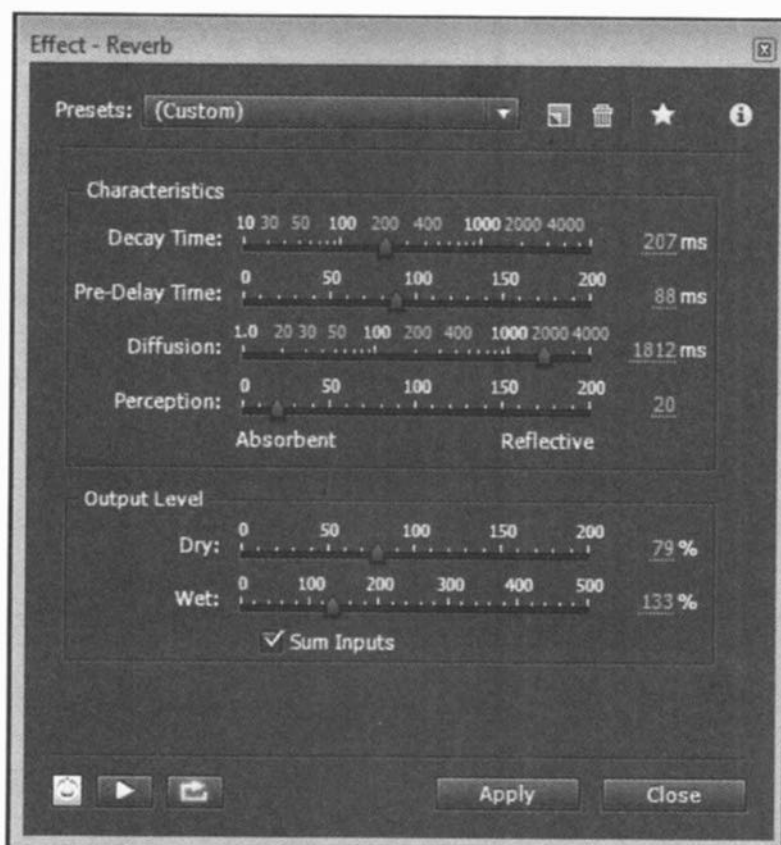 Effect - Reverb
Presets: (Custom)
Characteristics
10 30 50 100 200 400 1000 2000 4000
Decay Time: 207 ms
0 50 100 150 200
Pre-Delay Time: 88 ms
1.0 20 30 50 100 200 400 1000 2000 4000
Diffusion: 1812 ms
0 50 100 150 200
Perception: 20
Absorbent Reflective
Output Level
0 50 100 150 200
Dry: 79 %
0 100 200 300 400 500
Wet: 133 %
Sum Inputs
Apply Close